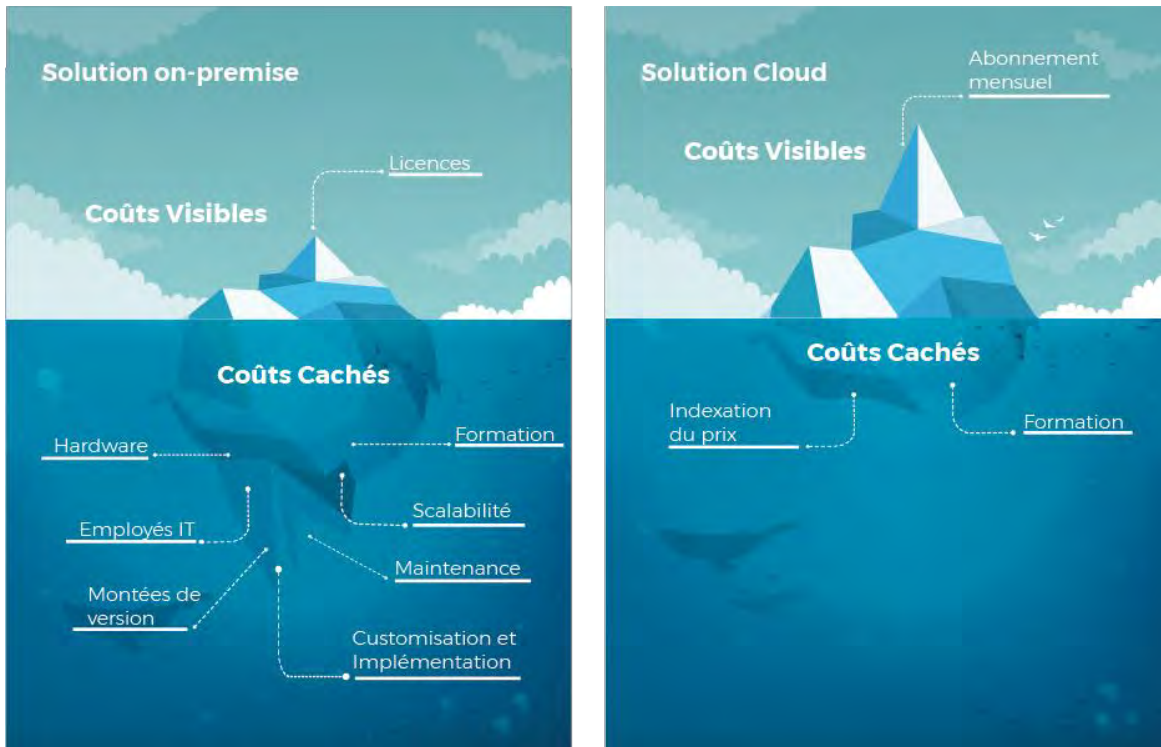 Solution on-premise
Licences
Coûts Visibles
Coûts Cachés
Formation
Hardware
Scalabilité
Employés IT
Maintenance
Montées de
version
Customisation et
Implémentation
Solution Cloud
Abonnement
mensuel
Coûts Visibles
Coûts Cachés
Indexation
du prix
Formation